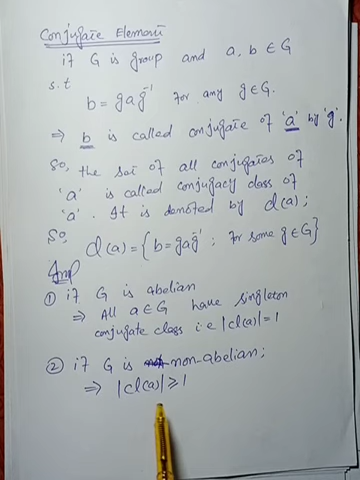 Conjugate Element
if G is group and a, b ∈ G
s.t
b = gag⁻¹ for any g ∈ G.
⇒ b is called conjugate of 'a' by 'g'.
So, the set of all conjugates of
'a' is called conjugacy class of
'a'. It is denoted by cl(a);
So,
cl(a) = { b = gag⁻¹ ; for some g ∈ G }
Imp
① if G is abelian
⇒ All a ∈ G have singleton
conjugate class i.e |cl(a)| = 1
② if G is non-abelian;
⇒ |cl(a)| ≥ 1